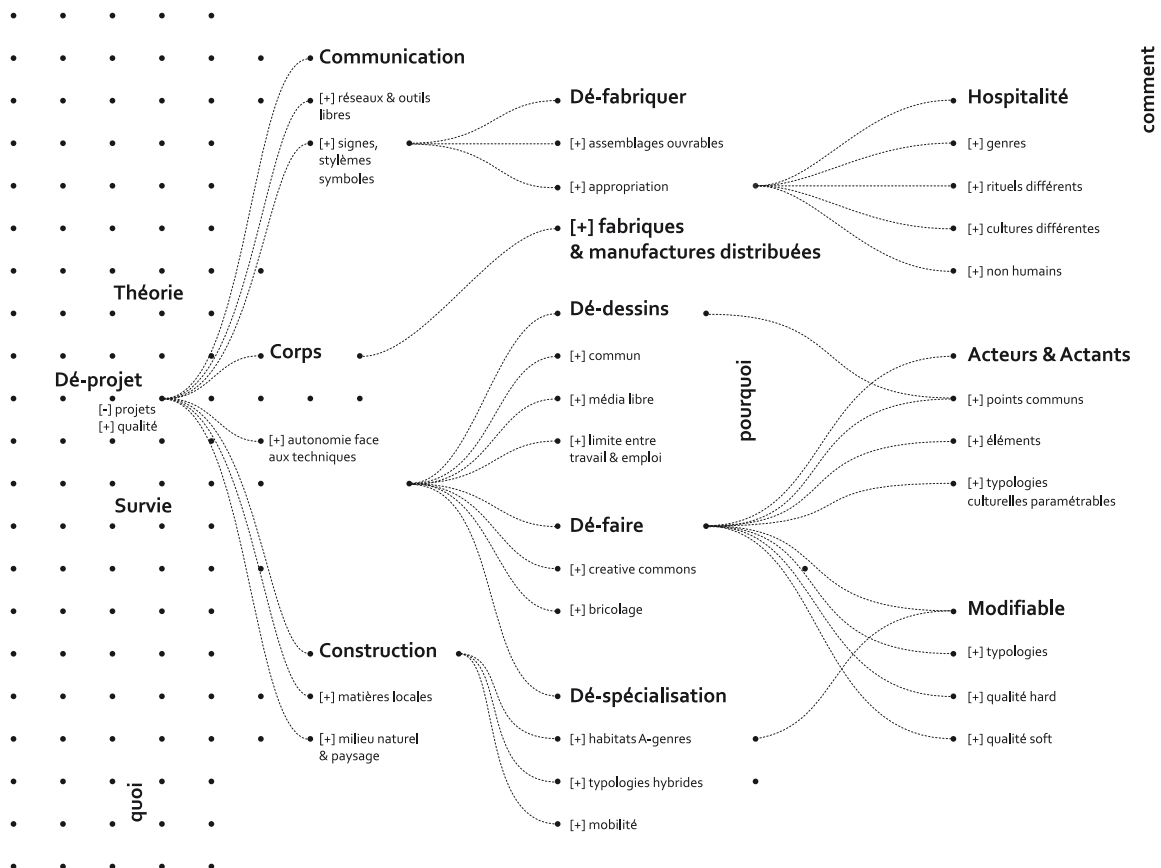 comment
Communication
[+] réseaux & outils
libres
[+] signes,
stylèmes
symboles
Théorie
Corps
Dé-projet
[-] projets
[+] qualité
[+] autonomie face
aux techniques
Survie
Construction
[+] matières locales
[+] milieu naturel
& paysage
quoi
Dé-fabriquer
[+] assemblages ouvrables
[+] appropriation
[+] fabriques
& manufactures distribuées
Dé-dessins
[+] commun
[+] média libre
[+] limite entre
travail & emploi
Dé-faire
[+] creative commons
[+] bricolage
Dé-spécialisation
[+] habitats A-genres
[+] typologies hybrides
[+] mobilité
pourquoi
Hospitalité
[+] genres
[+] rituels différents
[+] cultures différentes
[+] non humains
Acteurs & Actants
[+] points communs
[+] éléments
[+] typologies
culturelles paramétrables
Modifiable
[+] typologies
[+] qualité hard
[+] qualité soft